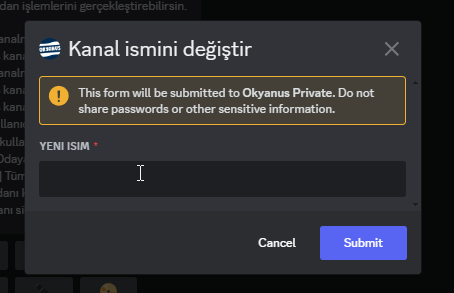 dan işlemlerini gerçekleştirebilirsin.
OKYANUS
Kanal ismini değiştir
This form will be submitted to Okyanus Private. Do not
share passwords or other sensitive information.
YENI ISIM *
Cancel
Submit